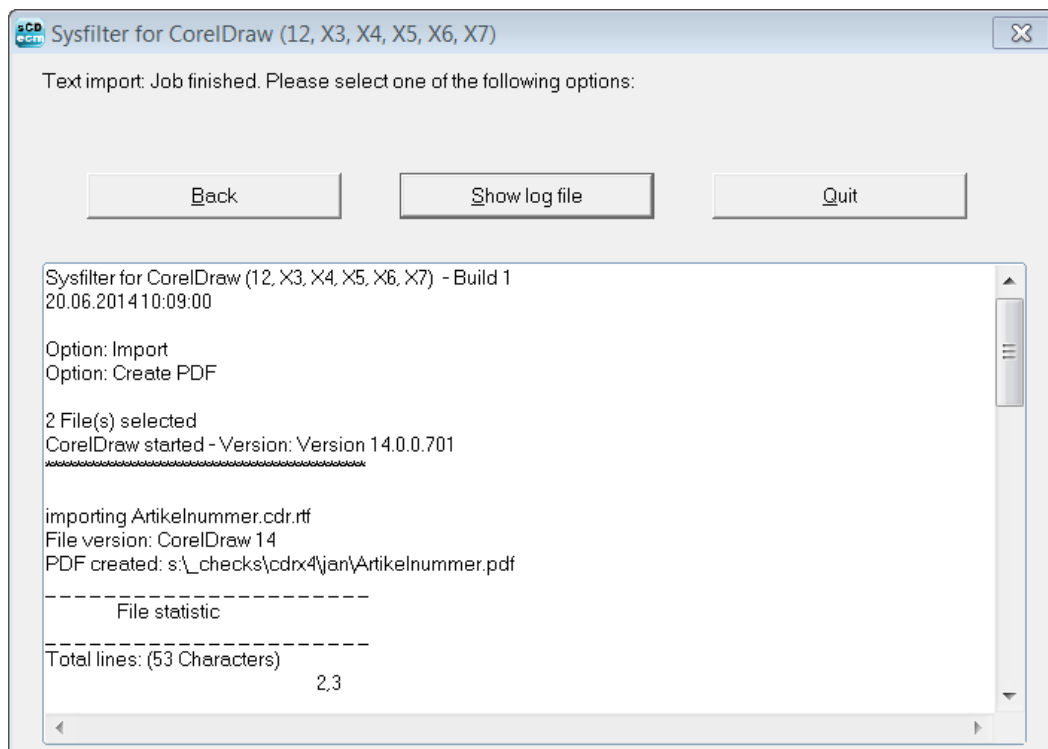 sCD
ecm
Sysfilter for CorelDraw (12, X3, X4, X5, X6, X7)
Text import: Job finished. Please select one of the following options:
Back Show log file Quit
Sysfilter for CorelDraw (12, X3, X4, X5, X6, X7) - Build 1
20.06.2014 10:09:00
Option: Import
Option: Create PDF
2 File(s) selected
CorelDraw started - Version: Version 14.0.0.701
****************************************************
importing Artikelnummer.cdr.rtf
File version: CorelDraw 14
PDF created: s:\_checks\cdrx4\jan\Artikelnummer.pdf
_ _ _ _ _ _ _ _ _ _ _ _ _ _ _ _ _ _ _ _ _ _
File statistic
_ _ _ _ _ _ _ _ _ _ _ _ _ _ _ _ _ _ _ _ _ _
Total lines: (53 Characters)
2,3